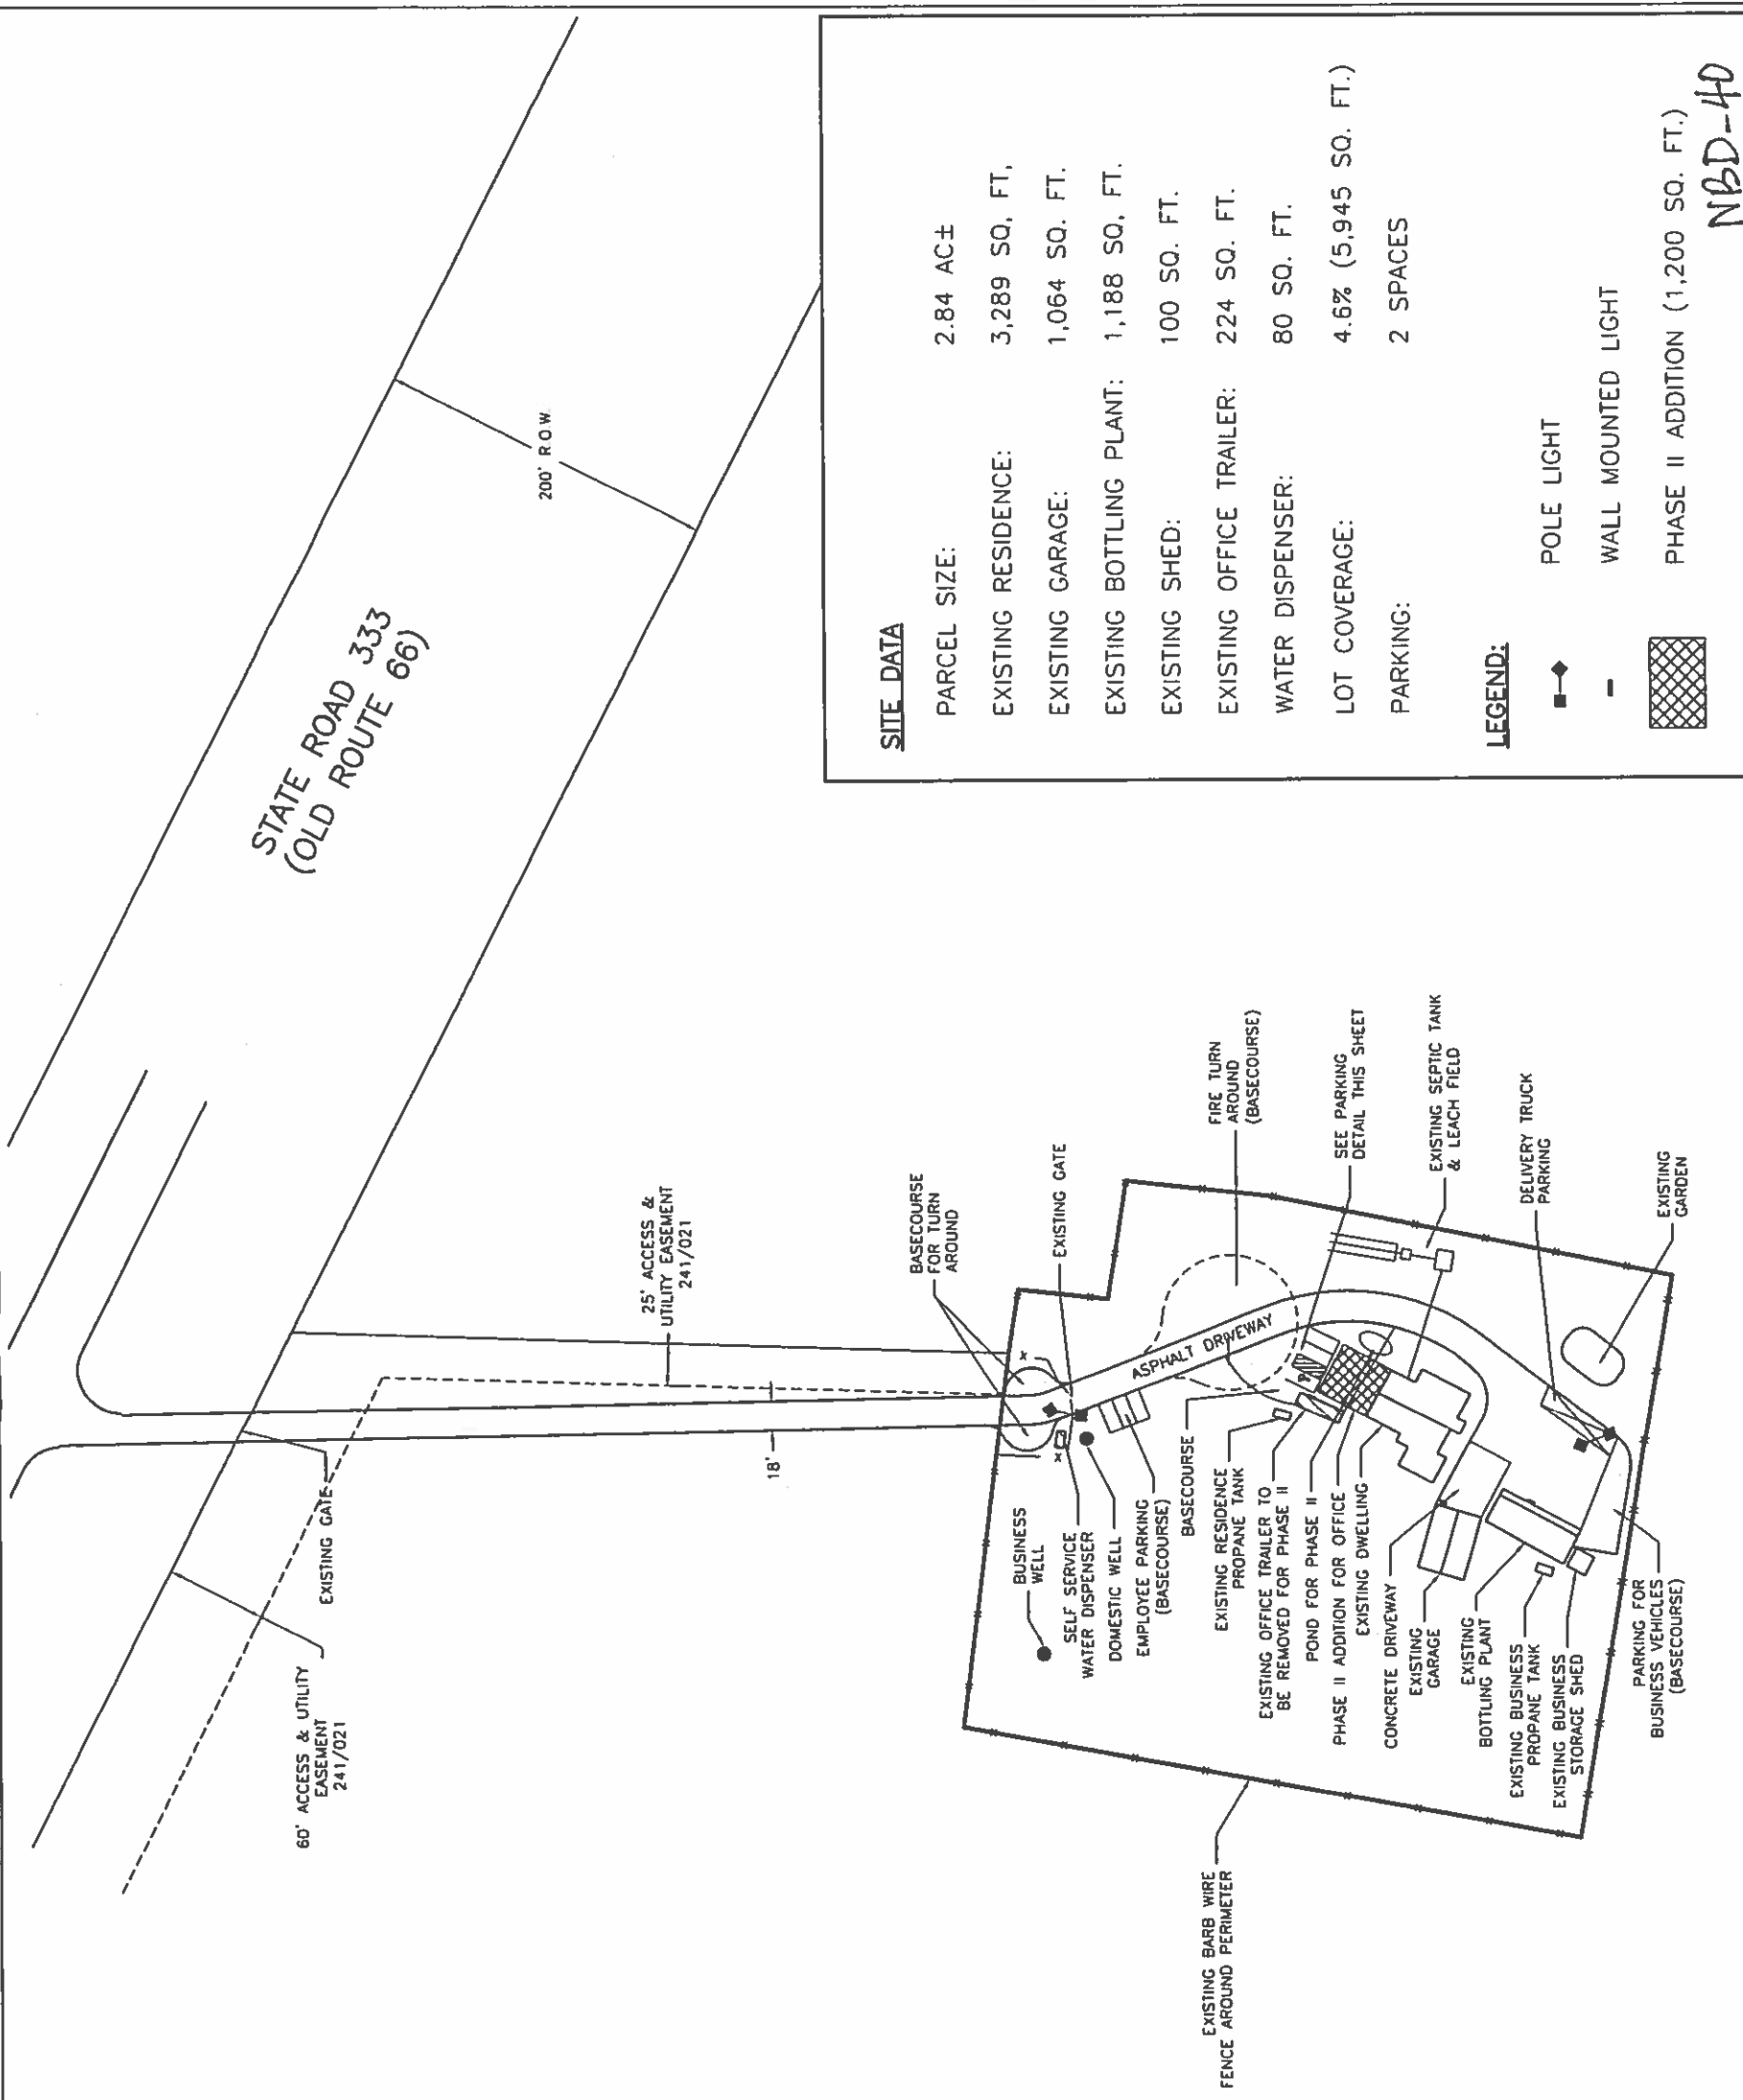 STATE ROAD 333
(OLD ROUTE 66)
200' R.O.W.
60' ACCESS & UTILITY
EASEMENT
241/021
EXISTING GATE
25' ACCESS &
UTILITY EASEMENT
241/021
18'
BASECOURSE
FOR TURN
AROUND
EXISTING GATE
BUSINESS
WELL
SELF SERVICE
WATER DISPENSER
DOMESTIC WELL
EMPLOYEE PARKING
(BASECOURSE)
BASECOURSE
ASPHALT DRIVEWAY
FIRE TURN
AROUND
(BASECOURSE)
EXISTING RESIDENCE
PROPANE TANK
EXISTING OFFICE TRAILER TO
BE REMOVED FOR PHASE II
POND FOR PHASE II
PHASE II ADDITION FOR OFFICE
EXISTING DWELLING
CONCRETE DRIVEWAY
EXISTING
GARAGE
EXISTING
BOTTLING PLANT
EXISTING BUSINESS
PROPANE TANK
EXISTING BUSINESS
STORAGE SHED
PARKING FOR
BUSINESS VEHICLES
(BASECOURSE)
SEE PARKING
DETAIL THIS SHEET
EXISTING SEPTIC TANK
& LEACH FIELD
DELIVERY TRUCK
PARKING
EXISTING
GARDEN
EXISTING BARB WIRE
FENCE AROUND PERIMETER
SITE DATA
PARCEL SIZE: 2.84 AC±
EXISTING RESIDENCE: 3,289 SQ. FT,
EXISTING GARAGE: 1,064 SQ. FT.
EXISTING BOTTLING PLANT: 1,188 SQ. FT.
EXISTING SHED: 100 SQ. FT.
EXISTING OFFICE TRAILER: 224 SQ. FT.
WATER DISPENSER: 80 SQ. FT.
LOT COVERAGE: 4.6% (5,945 SQ. FT.)
PARKING: 2 SPACES
LEGEND:
POLE LIGHT
WALL MOUNTED LIGHT
PHASE II ADDITION (1,200 SQ. FT.)
NBD-40